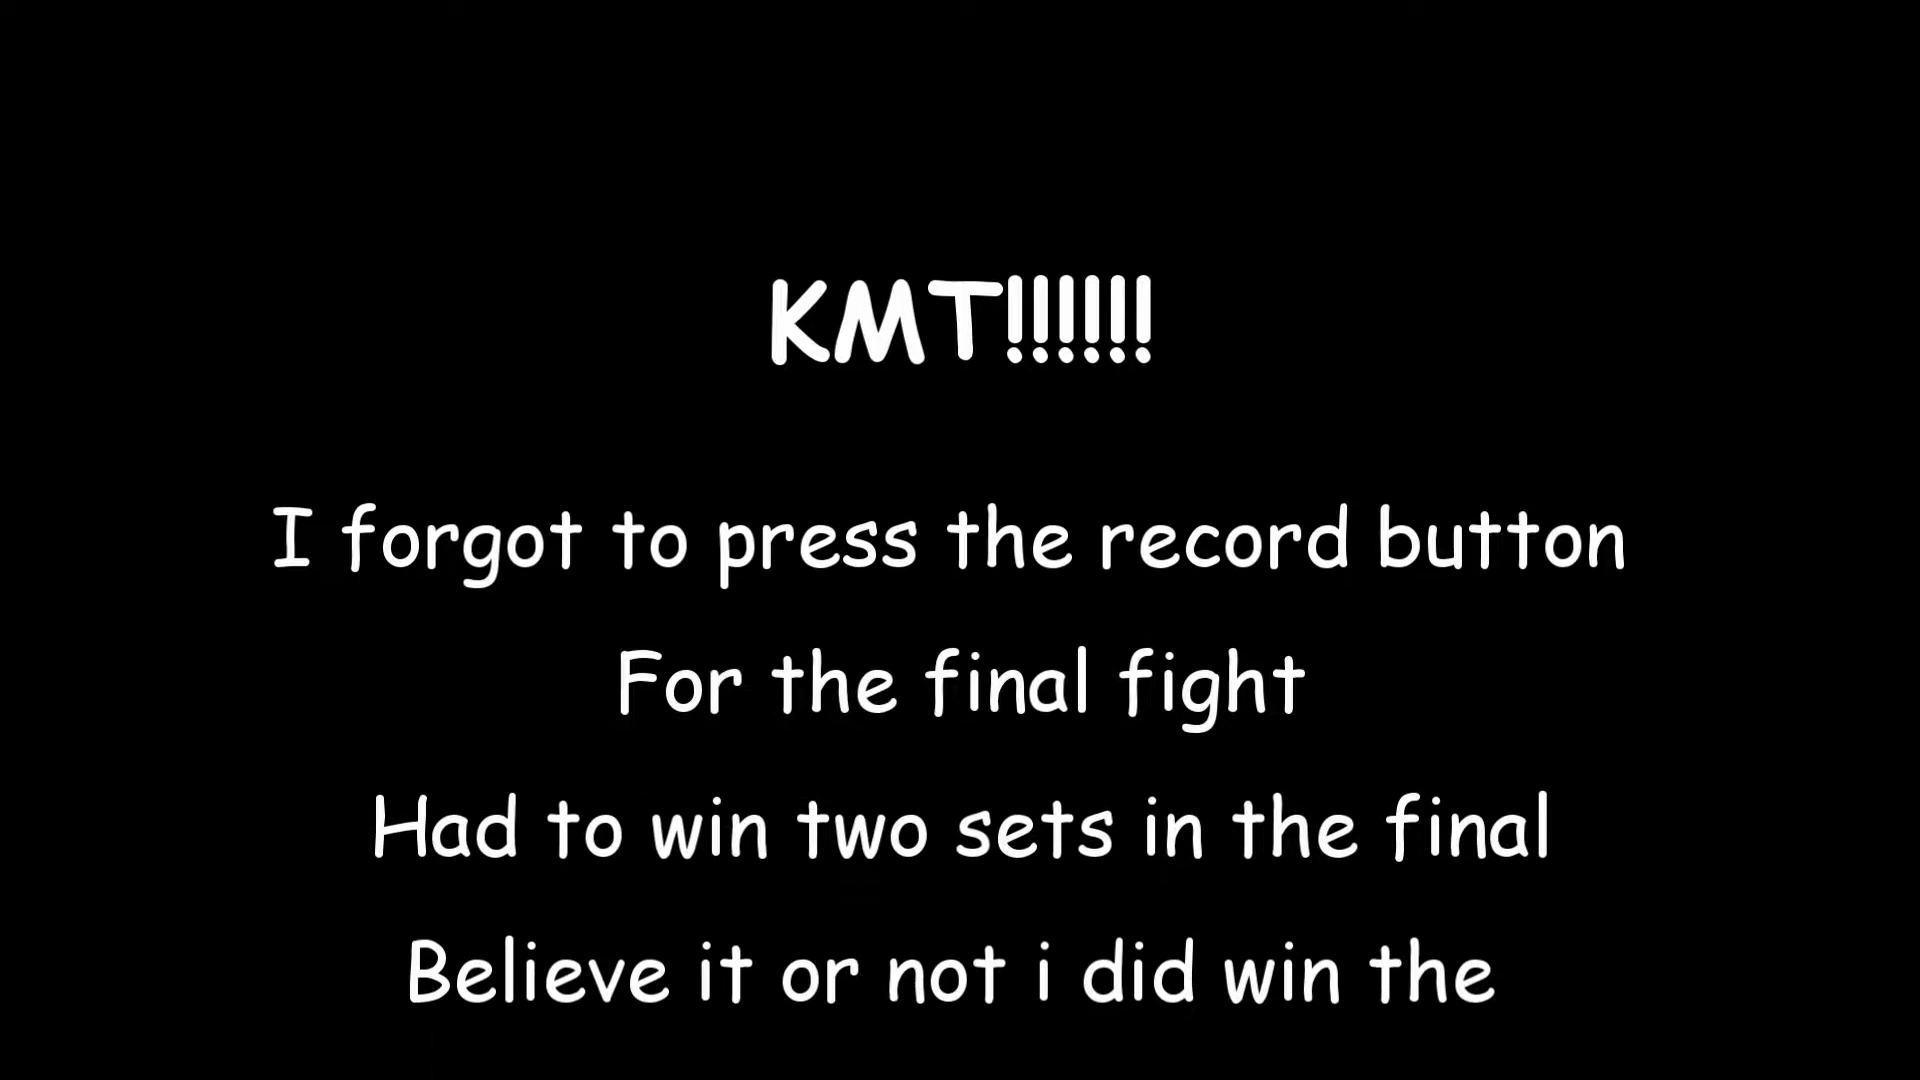 KMT!!!!!!
I forgot to press the record button
For the final fight
Had to win two sets in the final
Believe it or not i did win the